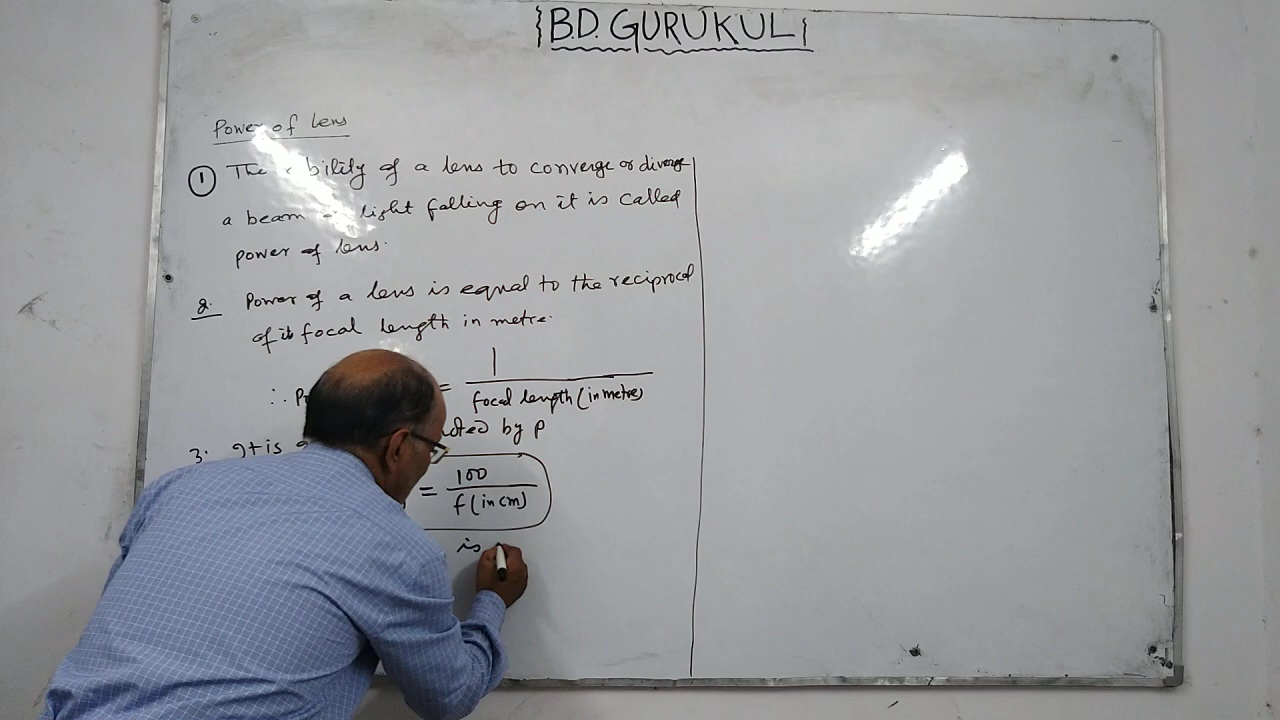 B.D. GURUKUL
Power of lens
1 The bility of a lens to converge or diverge
a beam light falling on it is called
power of lens.
2. Power of a lens is equal to the reciprocal
of its focal length in metre.
∴ = 1 / focal length (in metre)
3. It is by P
= 100 / f (in cm)
is